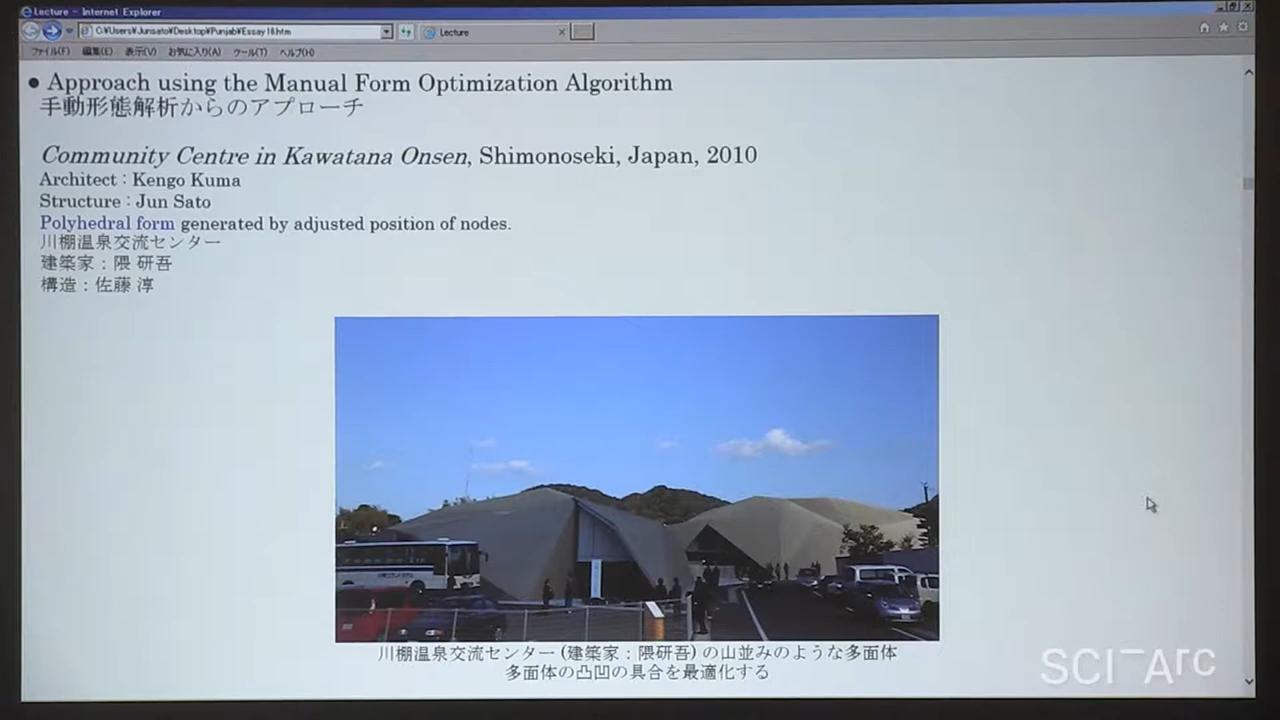 Lecture - Internet Explorer
C:¥Users¥Junsato¥Desktop¥Punjab¥Essay16.htm
Lecture
ファイル(F) 編集(E) 表示(V) お気に入り(A) ツール(T) ヘルプ(H)
● Approach using the Manual Form Optimization Algorithm
手動形態解析からのアプローチ
Community Centre in Kawatana Onsen, Shimonoseki, Japan, 2010
Architect : Kengo Kuma
Structure : Jun Sato
Polyhedral form generated by adjusted position of nodes.
川棚温泉交流センター
建築家：隈 研吾
構造：佐藤 淳
川棚温泉交流センター (建築家：隈研吾) の山並みのような多面体
多面体の凸凹の具合を最適化する
SCI-Arc